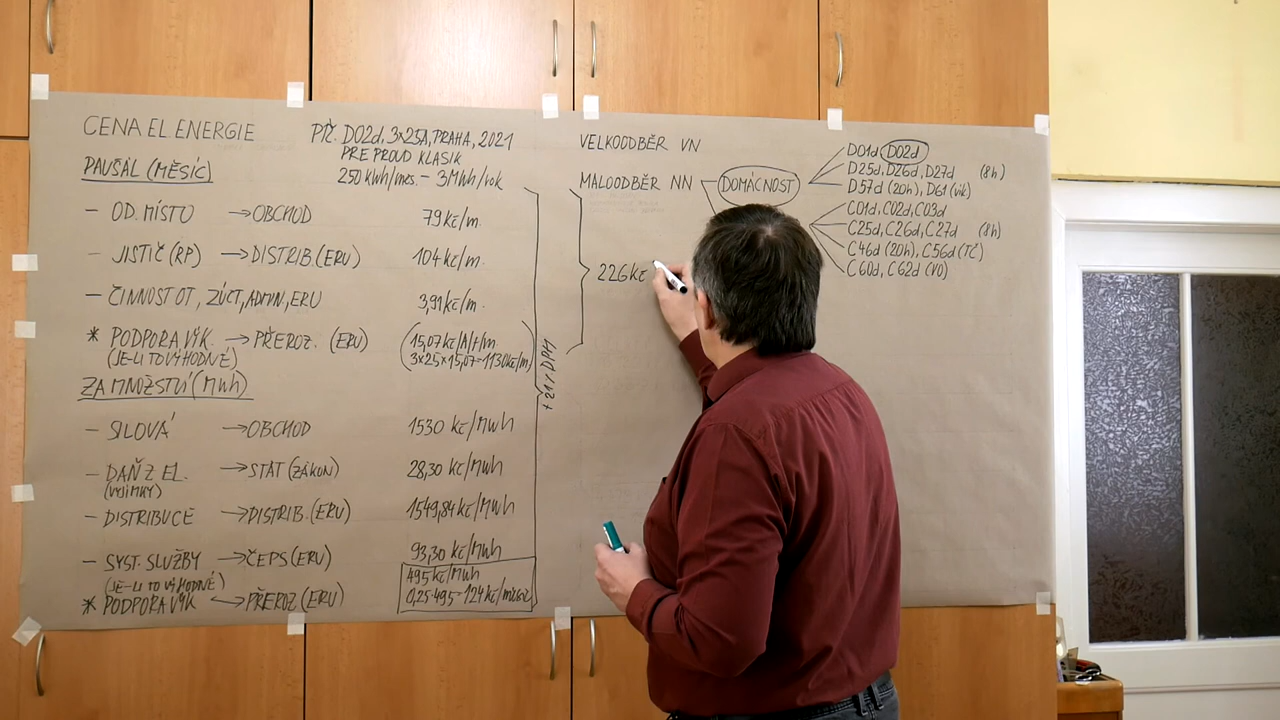 CENA EL. ENERGIE
PŘ. D02d, 3x25A, PRAHA, 2021
PRE PROUD KLASIK
250 kWh/měs. - 3MWh/rok
PAUŠÁL (MĚSÍC)
- OD. MÍSTO → OBCHOD 79 kč/m.
- JISTIČ (RP) → DISTRIB (ERU) 104 kč/m.
- ČINNOST OT, ZÚČT, ADMIN, ERU 3,91 kč/m.
* PODPORA VÝK. → PŘEROZ. (ERU) (15,07 kč/A/f/m
(JE-LI TO VÝHODNÉ) 3x25x15,07=1130kč/m)
ZA MNOŽSTVÍ (MWh)
- SILOVÁ → OBCHOD 1530 kč/MWh
- DAŇ Z EL. → STÁT (ZÁKON) 28,30 kč/MWh
(VÝJIMKY)
- DISTRIBUCE → DISTRIB. (ERU) 1549,84 kč/MWh
- SYST. SLUŽBY → ČEPS (ERU) 93,30 kč/MWh
(JE-LI TO VÝHODNÉ) 495 kč/MWh
* PODPORA VÝK → PŘEROZ (ERU) 0,25·495=124 kč/měsíc
+ 21% DPH
VELKOODBĚR VN
MALOODBĚR NN
DOMÁCNOST
D01d, D02d
D25d, D26d, D27d (8h)
D57d (20h), D61 (vík)
C01d, C02d, C03d
C25d, C26d, C27d (8h)
C46d (20h), C56d (TČ)
C60d, C62d (VO)
226 kč